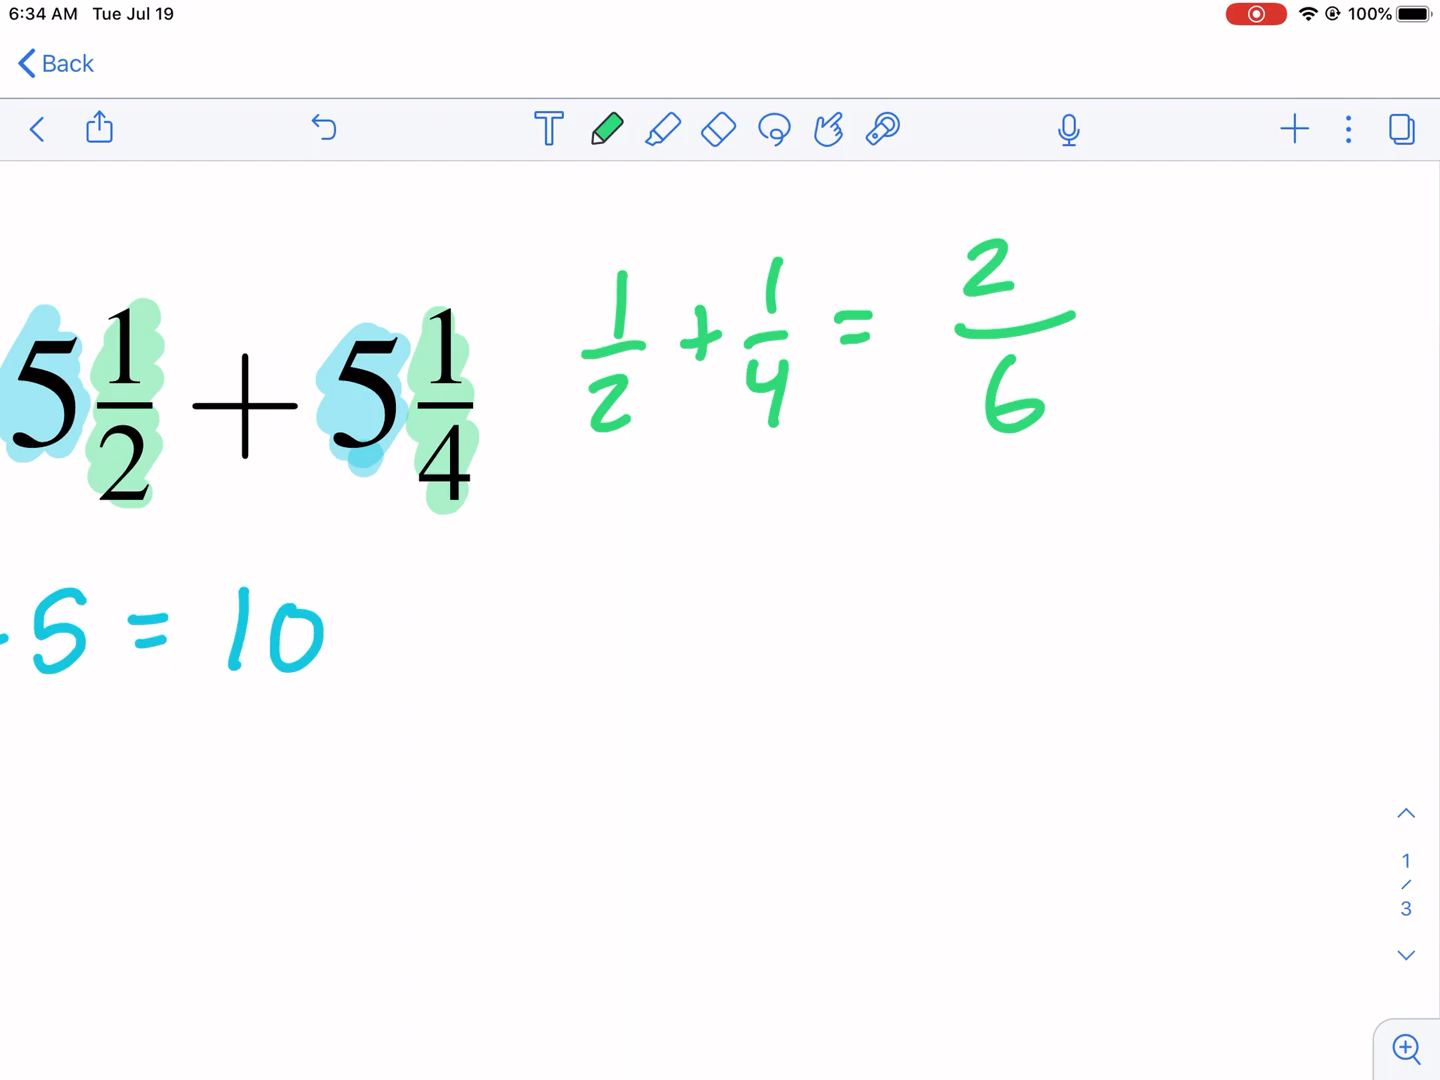 6:34 AM Tue Jul 19 100%
Back
5 1/2 + 5 1/4
1/2 + 1/4 = 2/6
5 = 10
1
/
3